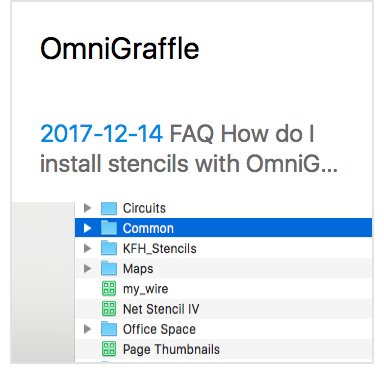 OmniGraffle
2017-12-14 FAQ How do I
install stencils with OmniG...
Circuits
Common
KFH_Stencils
Maps
my_wire
Net Stencil IV
Office Space
Page Thumbnails